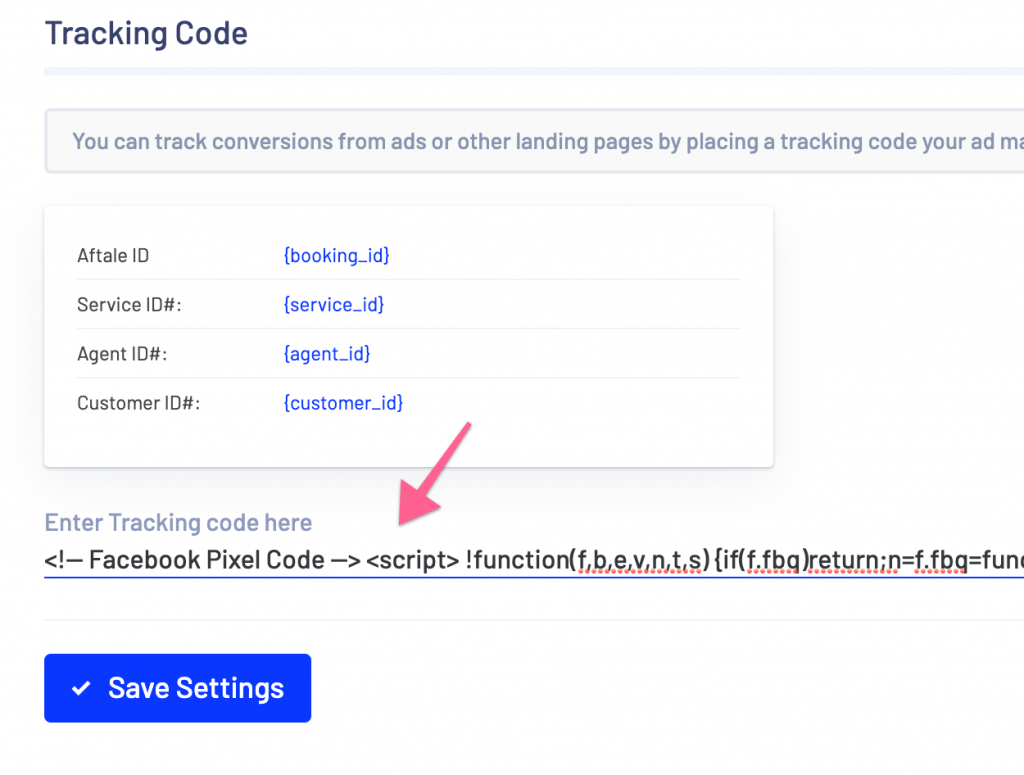 Tracking Code
You can track conversions from ads or other landing pages by placing a tracking code your ad
Aftale ID {booking_id}
Service ID#: {service_id}
Agent ID#: {agent_id}
Customer ID#: {customer_id}
Enter Tracking code here
<!-- Facebook Pixel Code --> <script> !function(f,b,e,v,n,t,s) {if(f.fbq)return;n=f.fbq=func
Save Settings